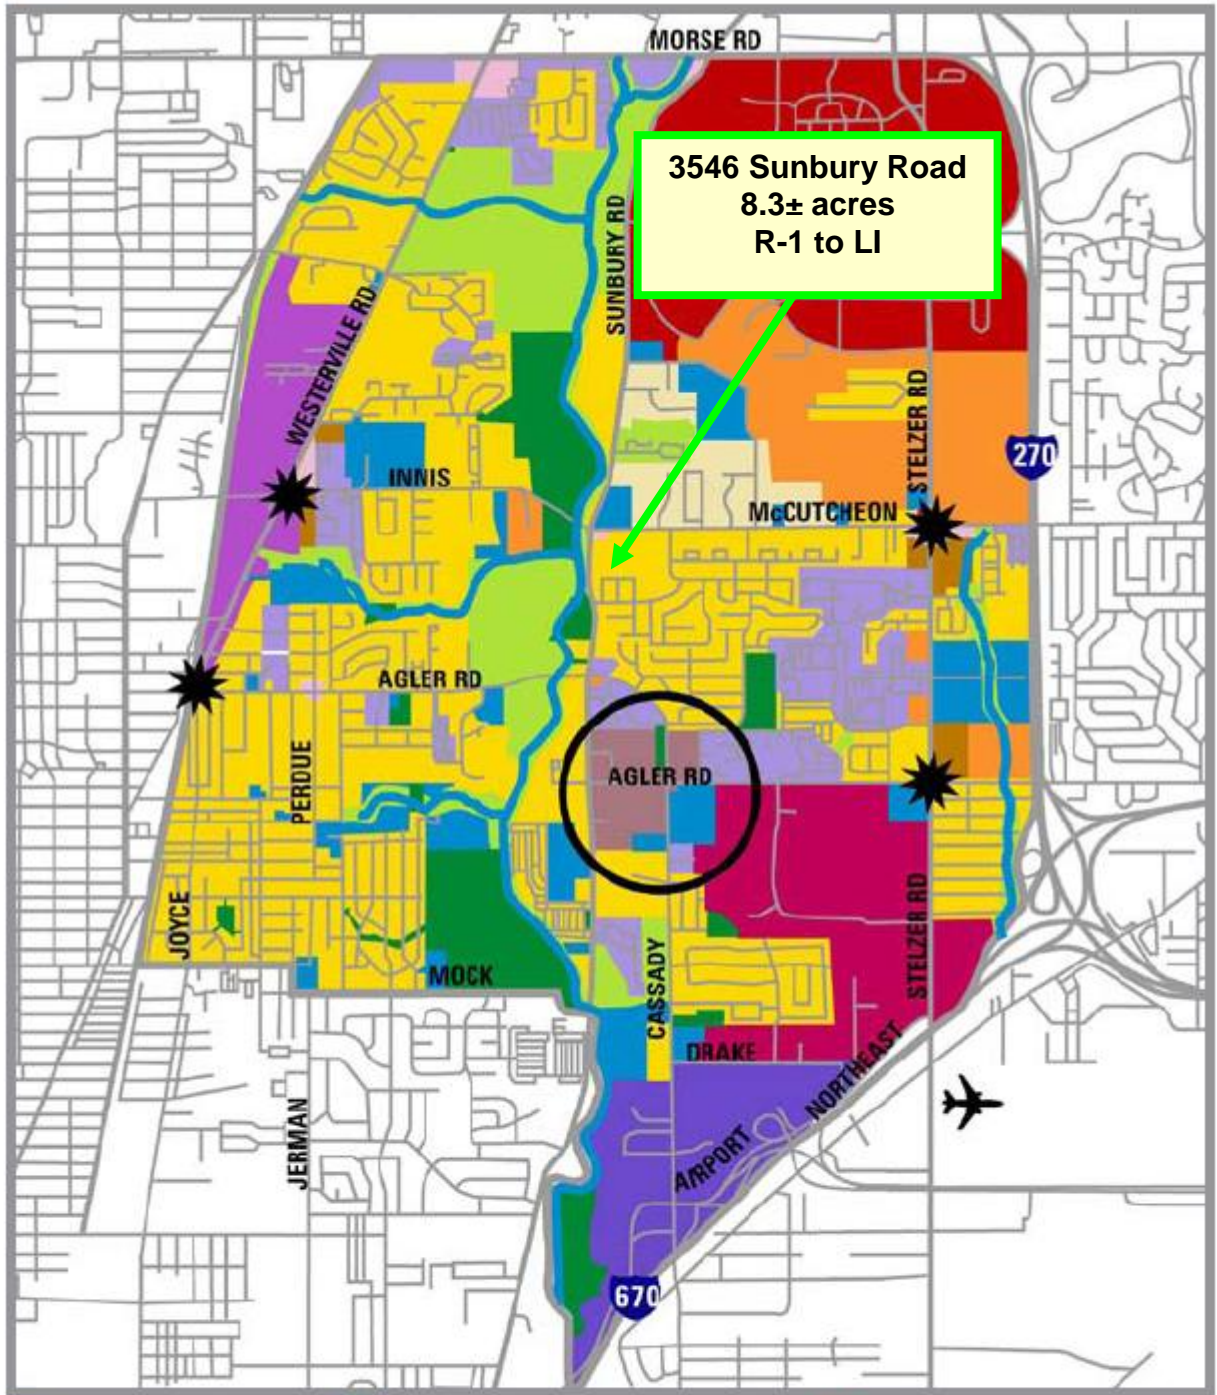 MORSE RD
3546 Sunbury Road
8.3± acres
R-1 to LI
SUNBURY RD
WESTERVILLE RD
STELZER RD
270
INNIS
McCUTCHEON
AGLER RD
PERDUE
AGLER RD
JOYCE
STELZER RD
MOCK
CASSADY
DRAKE
NORTHEAST
JERMAN
AIRPORT
670